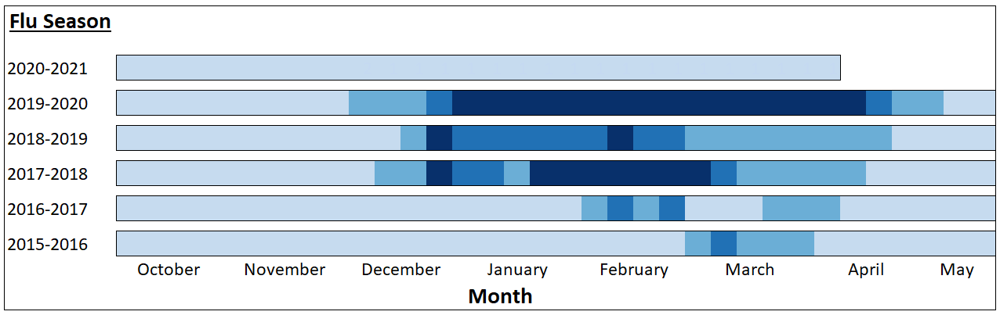 Flu Season
2020-2021
2019-2020
2018-2019
2017-2018
2016-2017
2015-2016
October November December January February March April May
Month